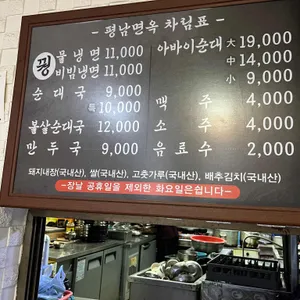 - 평남면옥 차림표 -
평 물냉면 11,000
비빔냉면 11,000
순대국 9,000
특 10,000
불살순대국 12,000
만두국 9,000
아바이순대 大 19,000
中 14,000
小 9,000
맥주 4,000
소주 4,000
음료수 2,000
돼지내장(국내산), 쌀(국내산), 고춧가루(국내산), 배추김치(국내산)
-장날 공휴일을 제외한 화요일은쉽니다-